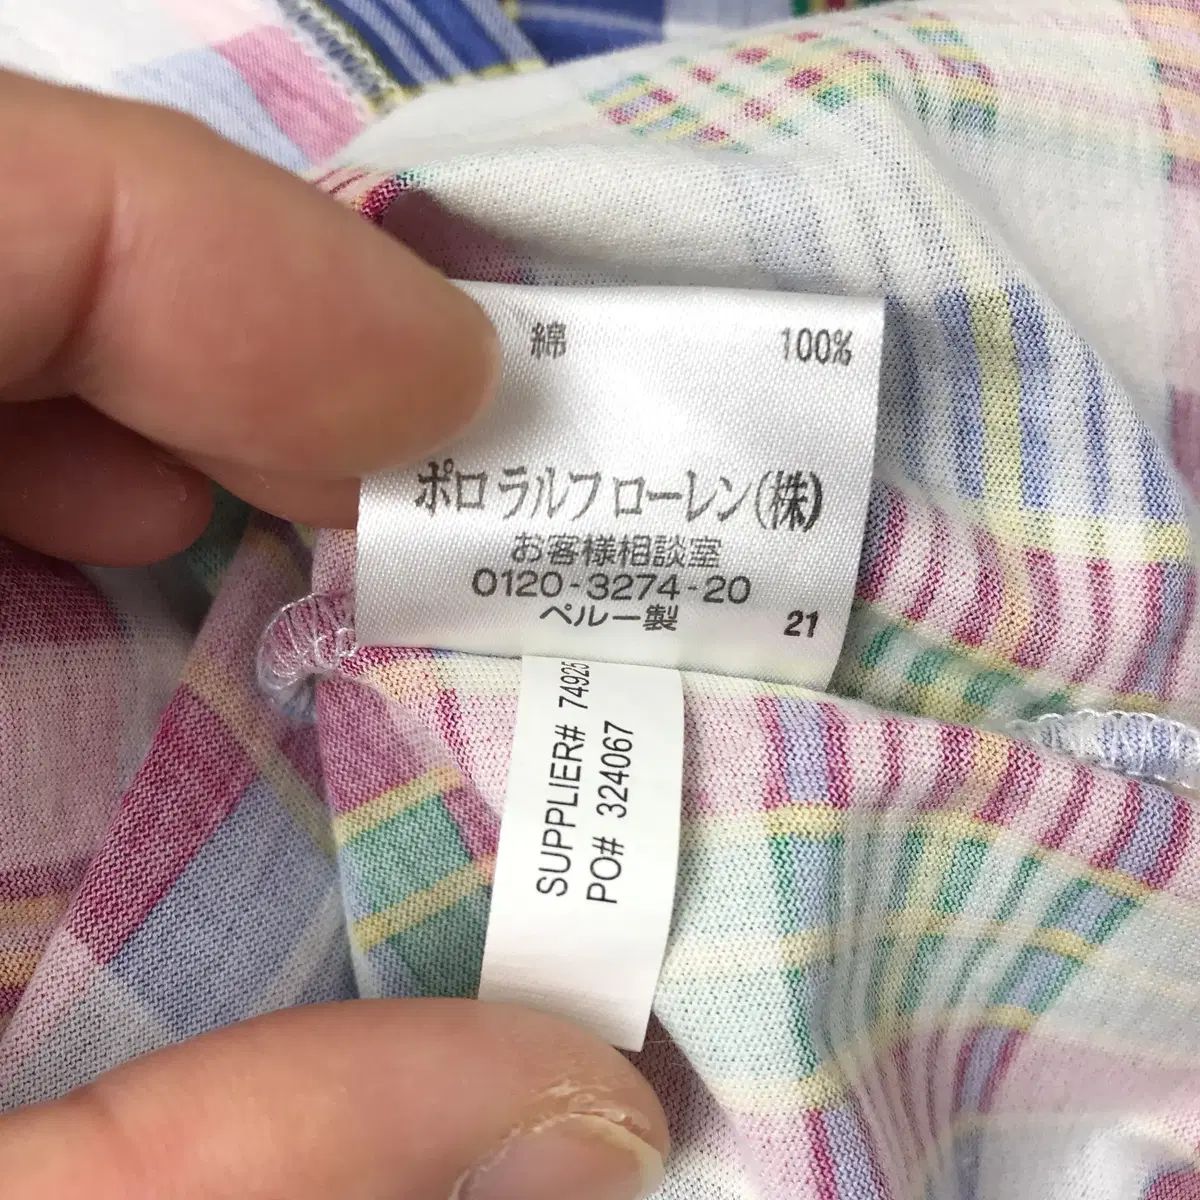 綿 100%
ポロ ラルフ ローレン(株)
お客様相談室
0120-3274-20
ペルー製 21
SUPPLIER# 74925
PO# 324067